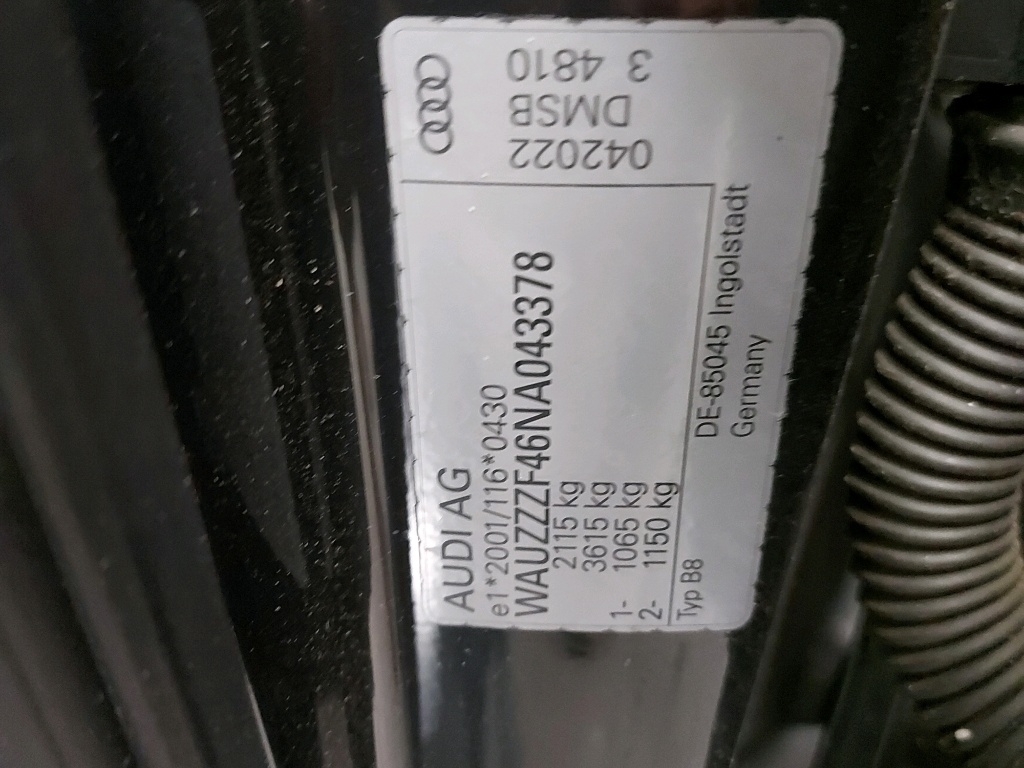 AUDI AG
e1*2001/116*0430
WAUZZZF46NA043378
2115 kg
3615 kg
1- 1065 kg
2- 1150 kg
Typ B8
DE-85045 Ingolstadt
Germany
042022
DMSB
3 4810